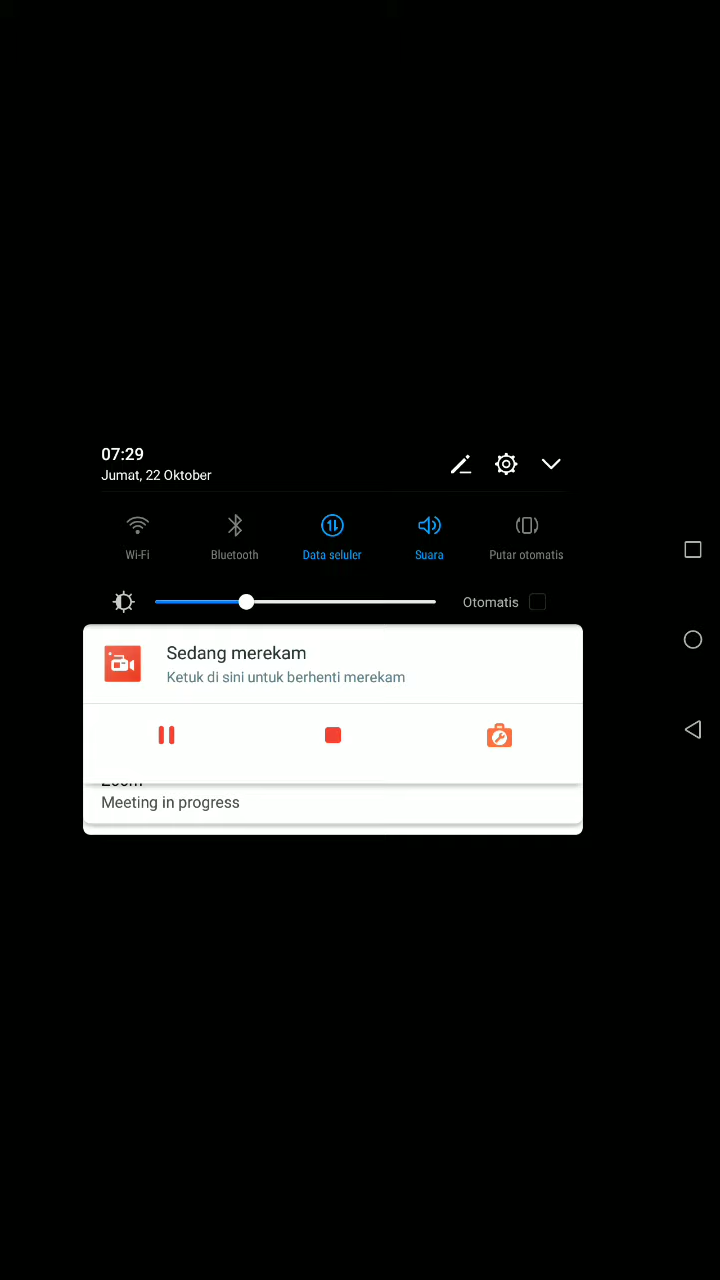 07:29
Jumat, 22 Oktober
Wi-Fi Bluetooth Data seluler Suara Putar otomatis
Otomatis
Sedang merekam
Ketuk di sini untuk berhenti merekam
Zoom
Meeting in progress